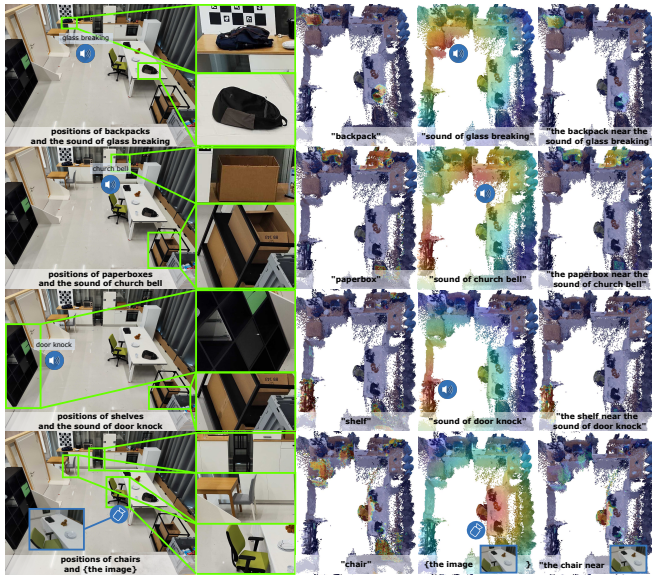 glass breaking
positions of backpacks
and the sound of glass breaking
"backpack"
"sound of glass breaking"
"the backpack near the
sound of glass breaking"
church bell
positions of paperboxes
and the sound of church bell
"paperbox"
"sound of church bell"
"the paperbox near the
sound of church bell"
door knock
positions of shelves
and the sound of door knock
"shelf"
"sound of door knock"
"the shelf near the
sound of door knock"
positions of chairs
and {the image}
"chair"
{the image }
"the chair near "